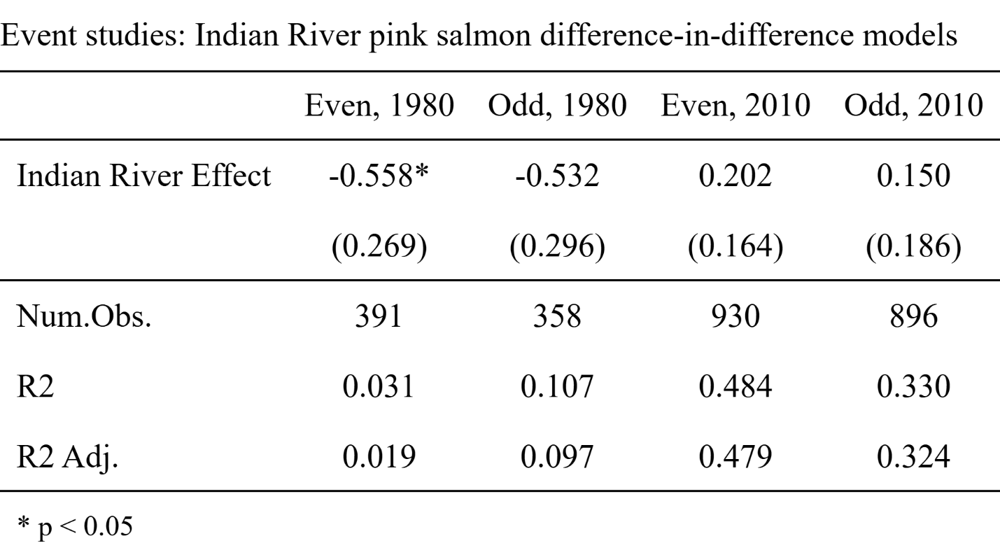 Event studies: Indian River pink salmon difference-in-difference models
Even, 1980 Odd, 1980 Even, 2010 Odd, 2010
Indian River Effect -0.558* -0.532 0.202 0.150
(0.269) (0.296) (0.164) (0.186)
Num.Obs. 391 358 930 896
R2 0.031 0.107 0.484 0.330
R2 Adj. 0.019 0.097 0.479 0.324
* p < 0.05